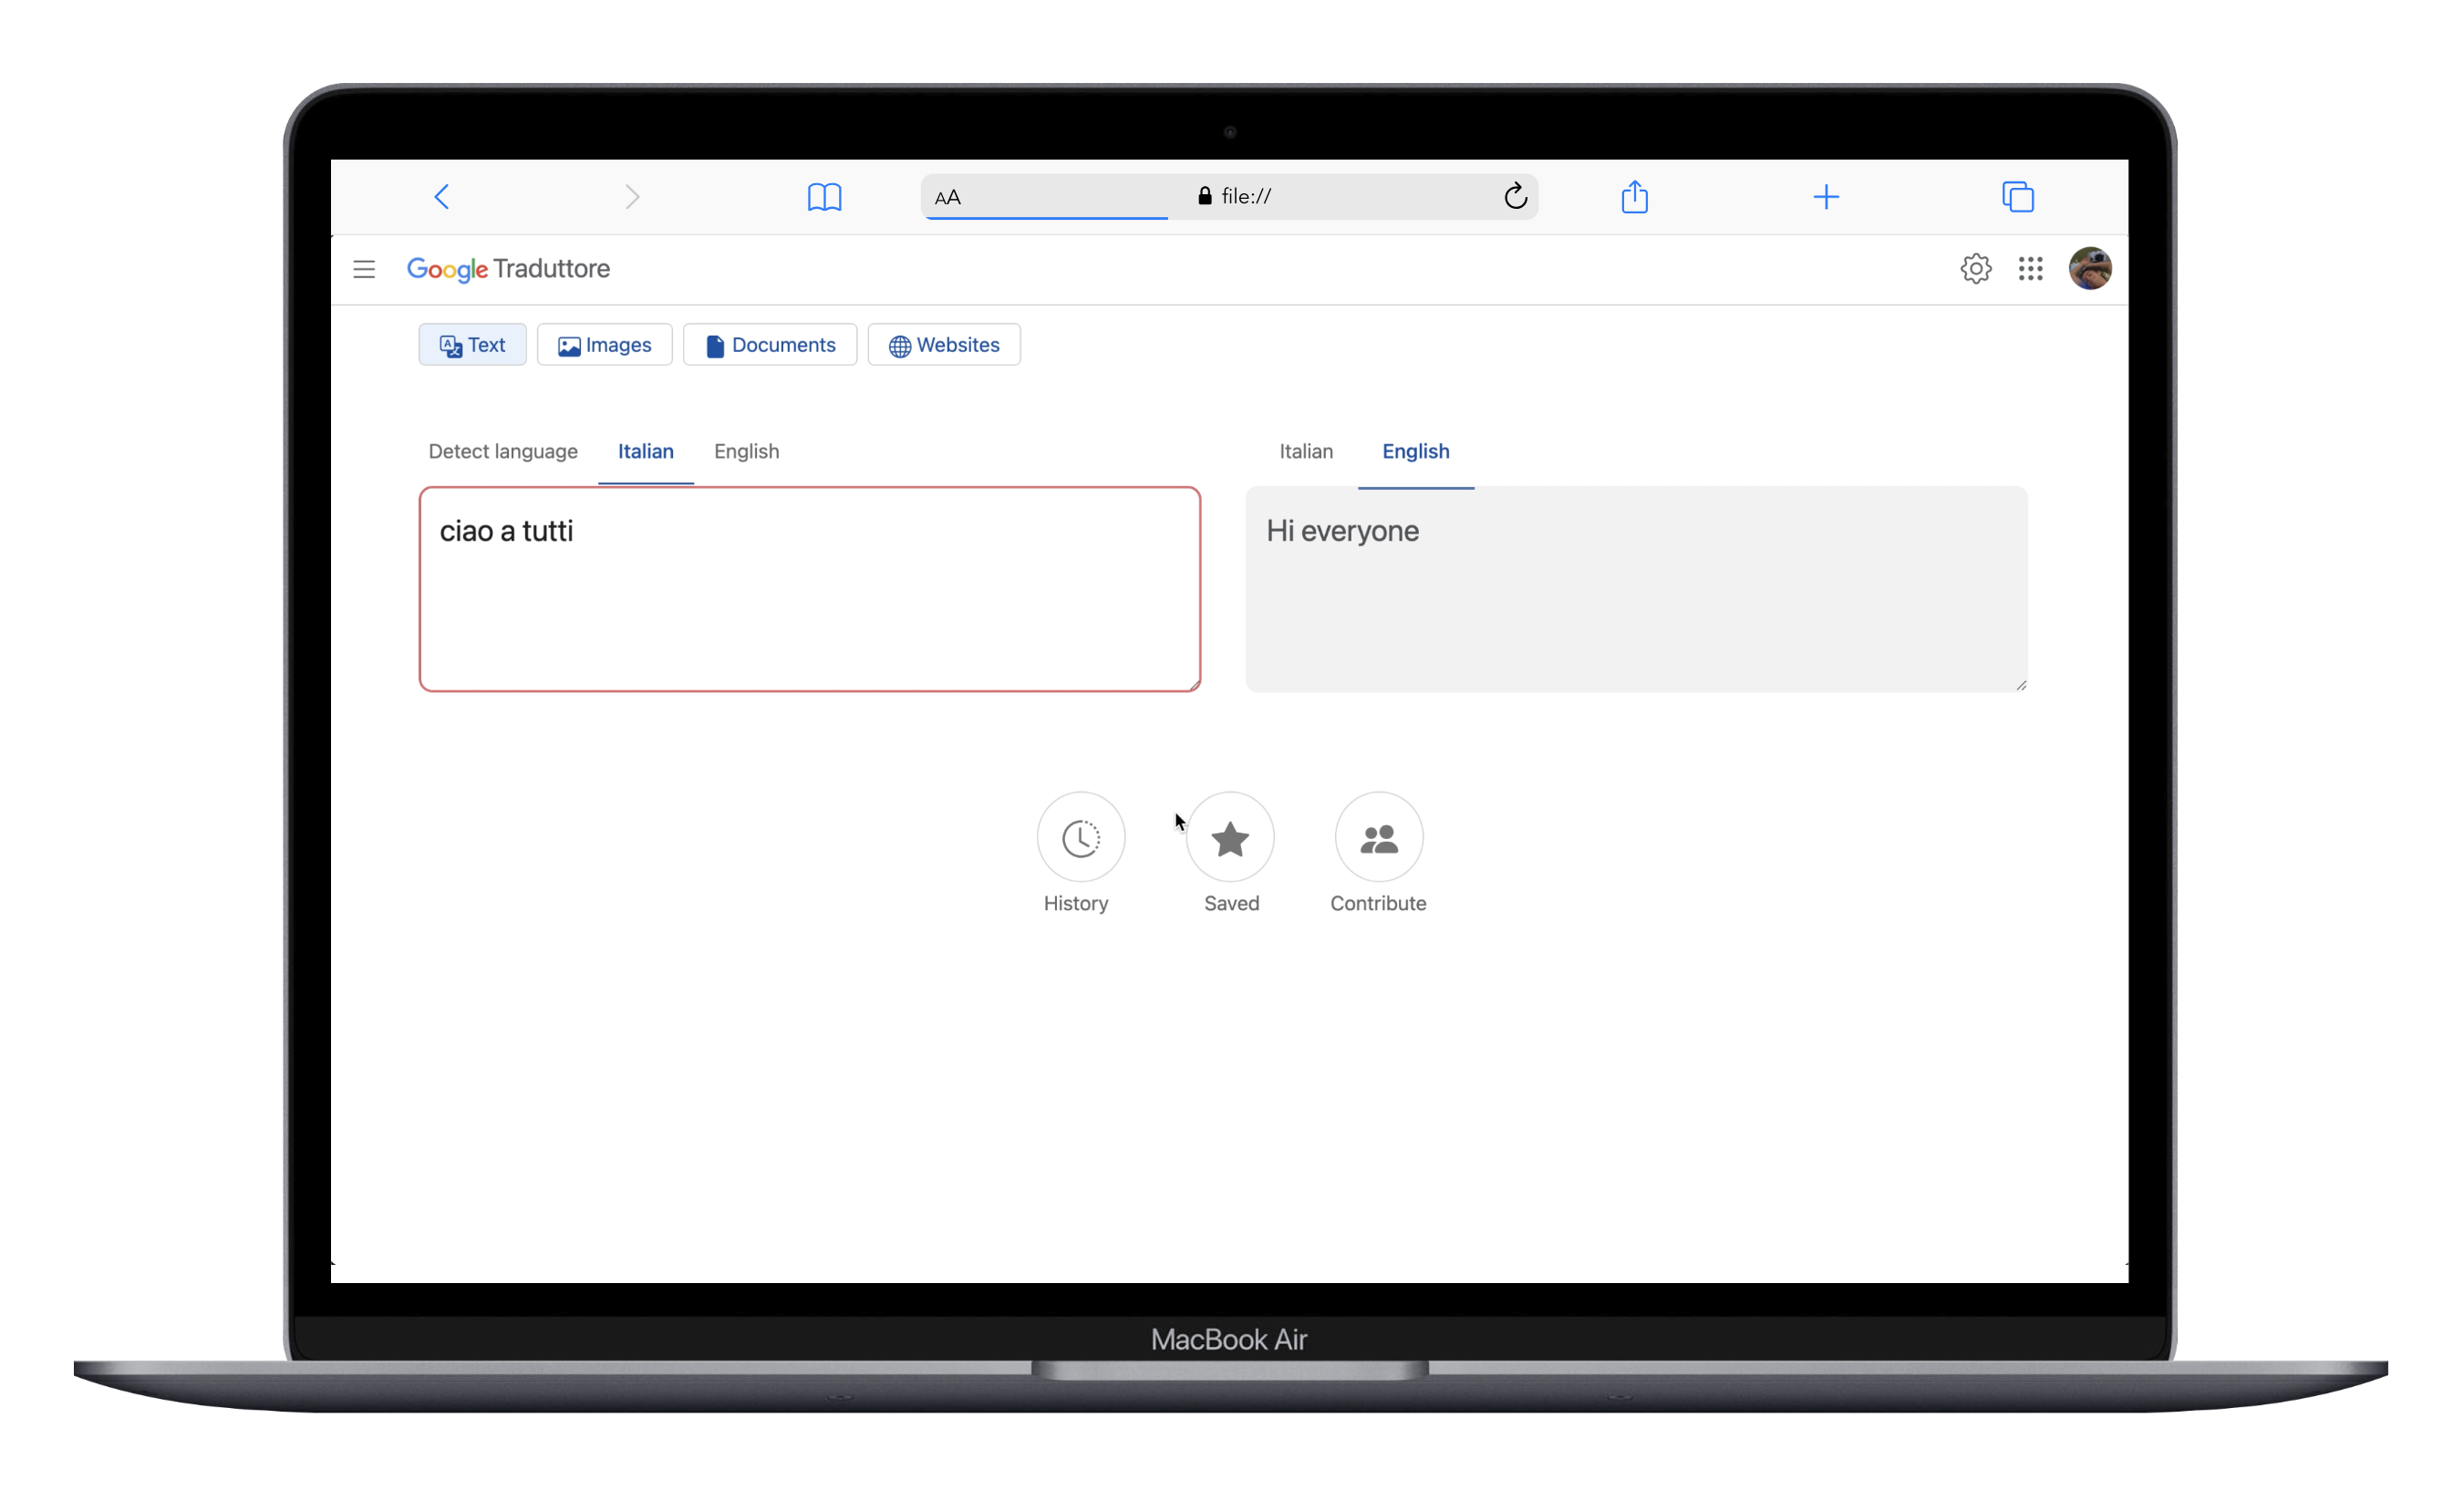 AA file://
Google Traduttore
Text Images Documents Websites
Detect language Italian English Italian English
ciao a tutti
Hi everyone
History Saved Contribute
MacBook Air